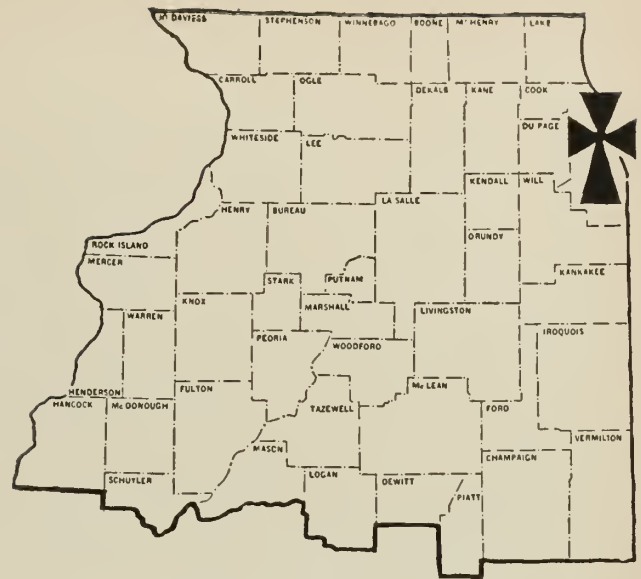 JO DAVIESS
STEPHENSON
WINNEBAGO
BOONE
McHENRY
LAKE
CARROLL
OGLE
DEKALB
KANE
COOK
DU PAGE
WHITESIDE
LEE
KENDALL
WILL
LA SALLE
HENRY
BUREAU
GRUNDY
ROCK ISLAND
MERCER
KANKAKEE
STARK
PUTNAM
KNOX
MARSHALL
LIVINGSTON
WARREN
PEORIA
IROQUOIS
WOODFORD
McLEAN
HENDERSON
FULTON
HANCOCK
McDONOUGH
TAZEWELL
FORD
VERMILION
MASON
CHAMPAIGN
SCHUYLER
LOGAN
DEWITT
PIATT